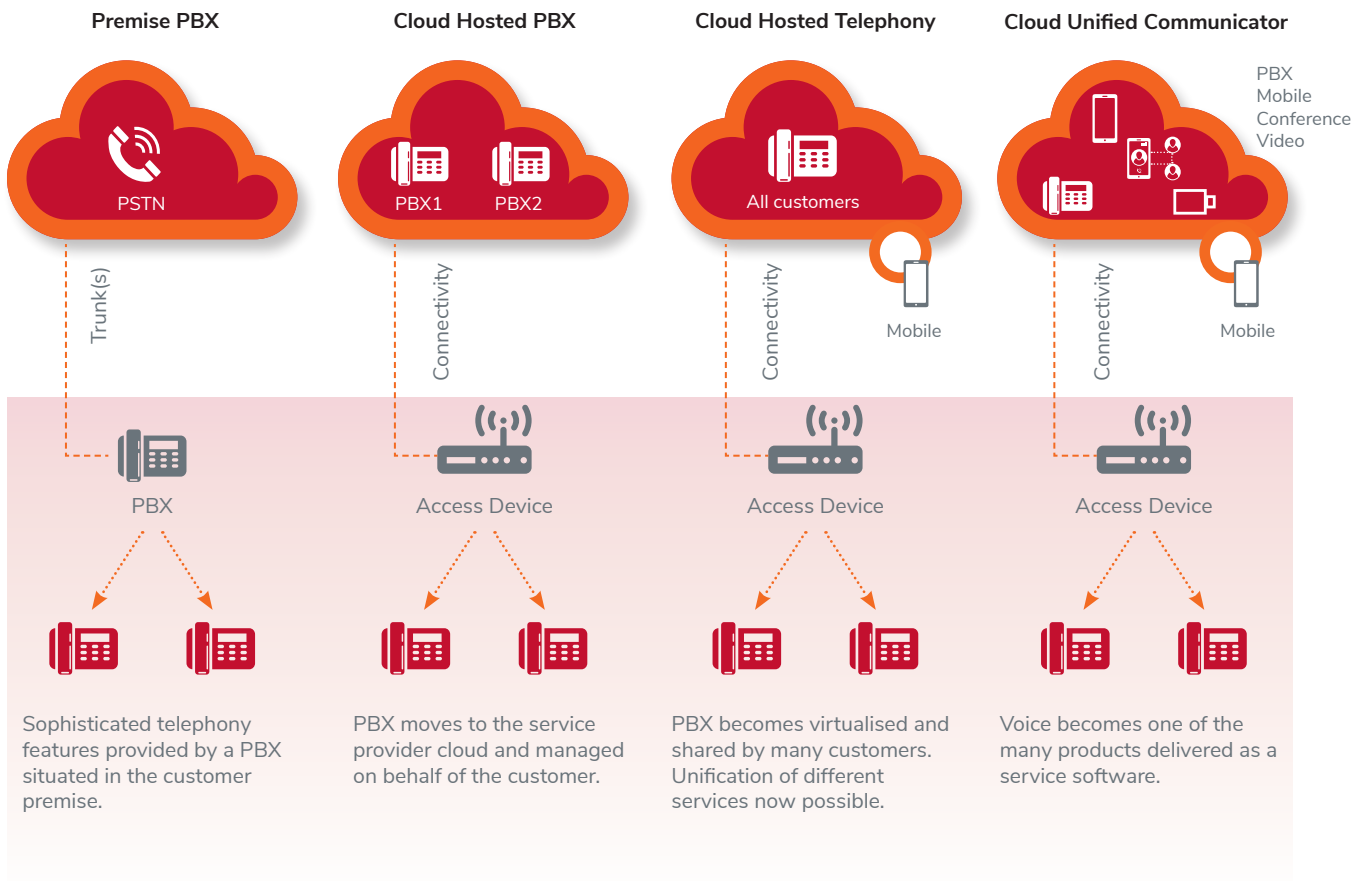 Premise PBX
Cloud Hosted PBX
Cloud Hosted Telephony
Cloud Unified Communicator
PBX
Mobile
Conference
Video
PSTN
PBX1
PBX2
All customers
Trunk(s)
Connectivity
Connectivity
Mobile
Connectivity
Mobile
PBX
Access Device
Access Device
Access Device
Sophisticated telephony
features provided by a PBX
situated in the customer
premise.
PBX moves to the service
provider cloud and managed
on behalf of the customer.
PBX becomes virtualised and
shared by many customers.
Unification of different
services now possible.
Voice becomes one of the
many products delivered as a
service software.